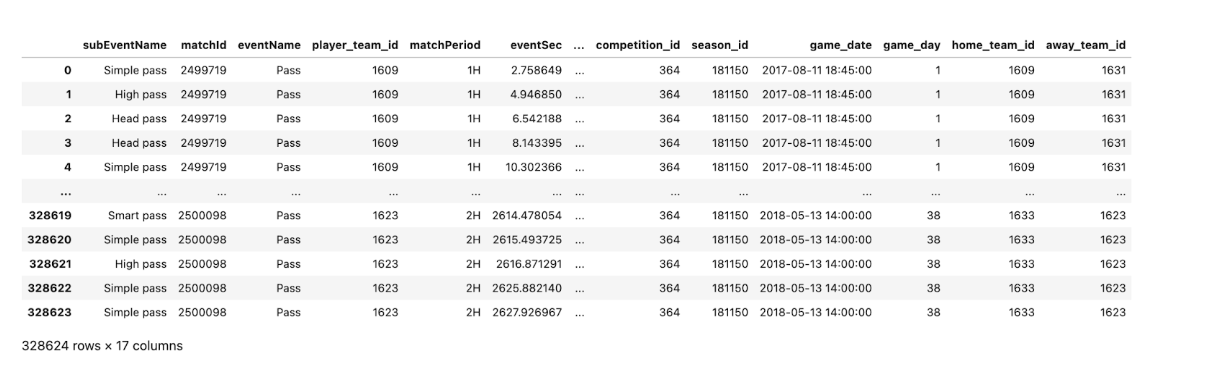 subEventName matchId eventName player_team_id matchPeriod eventSec ... competition_id season_id game_date game_day home_team_id away_team_id
0 Simple pass 2499719 Pass 1609 1H 2.758649 ... 364 181150 2017-08-11 18:45:00 1 1609 1631
1 High pass 2499719 Pass 1609 1H 4.946850 ... 364 181150 2017-08-11 18:45:00 1 1609 1631
2 Head pass 2499719 Pass 1609 1H 6.542188 ... 364 181150 2017-08-11 18:45:00 1 1609 1631
3 Head pass 2499719 Pass 1609 1H 8.143395 ... 364 181150 2017-08-11 18:45:00 1 1609 1631
4 Simple pass 2499719 Pass 1609 1H 10.302366 ... 364 181150 2017-08-11 18:45:00 1 1609 1631
... ... ... ... ... ... ... ... ... ... ... ... ... ...
328619 Smart pass 2500098 Pass 1623 2H 2614.478054 ... 364 181150 2018-05-13 14:00:00 38 1633 1623
328620 Simple pass 2500098 Pass 1623 2H 2615.493725 ... 364 181150 2018-05-13 14:00:00 38 1633 1623
328621 High pass 2500098 Pass 1623 2H 2616.871291 ... 364 181150 2018-05-13 14:00:00 38 1633 1623
328622 Simple pass 2500098 Pass 1623 2H 2625.882140 ... 364 181150 2018-05-13 14:00:00 38 1633 1623
328623 Simple pass 2500098 Pass 1623 2H 2627.926967 ... 364 181150 2018-05-13 14:00:00 38 1633 1623
328624 rows × 17 columns